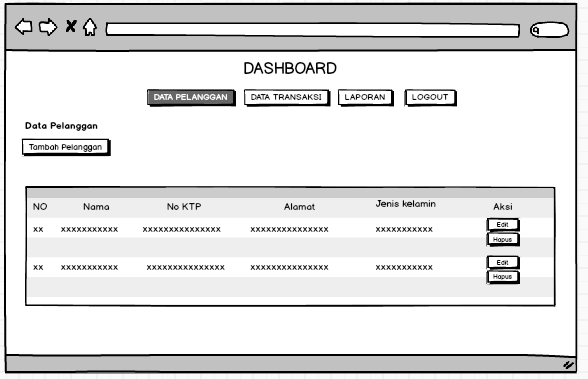 DASHBOARD
DATA PELANGGAN DATA TRANSAKSI LAPORAN LOGOUT
Data Pelanggan
Tambah Pelanggan
NO Nama No KTP Alamat Jenis kelamin Aksi
xx xxxxxxxxxxx xxxxxxxxxxxxxxx xxxxxxxxxxxxxxx xxxxxxxxxxx Edit
Hapus
xx xxxxxxxxxxx xxxxxxxxxxxxxxx xxxxxxxxxxxxxxx xxxxxxxxxxx Edit
Hapus